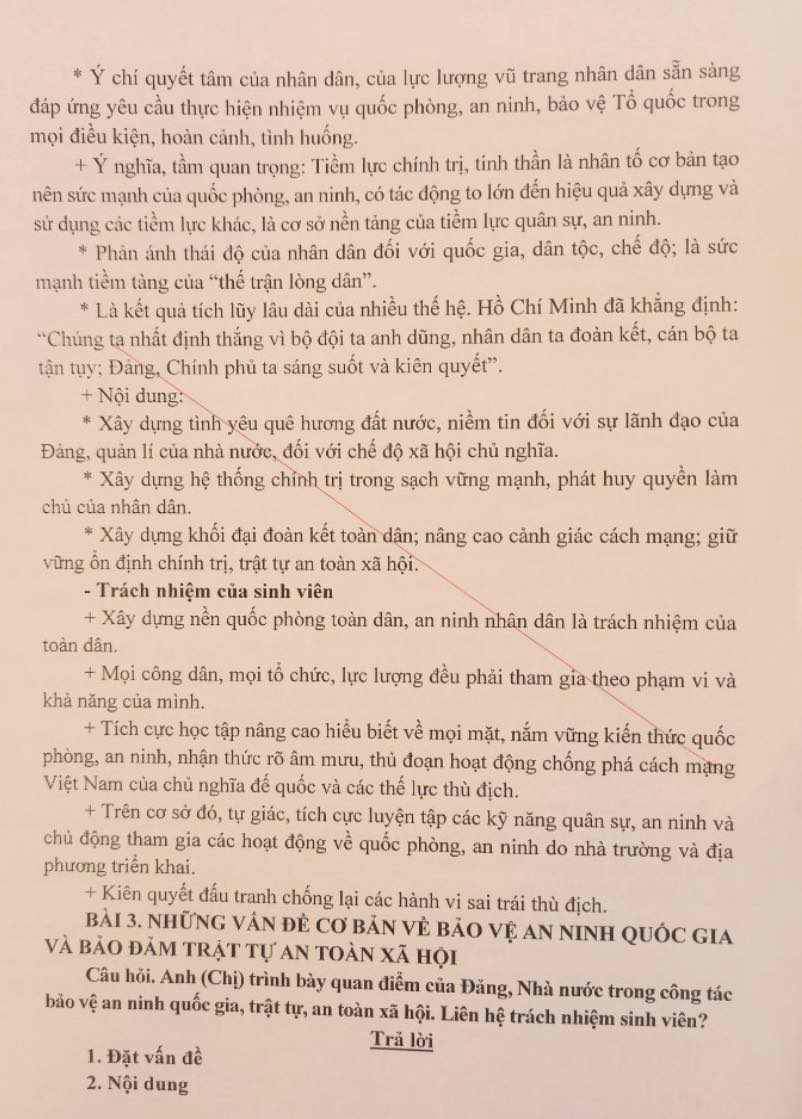 * Ý chí quyết tâm của nhân dân, của lực lượng vũ trang nhân dân sẵn sàng
đáp ứng yêu cầu thực hiện nhiệm vụ quốc phòng, an ninh, bảo vệ Tổ quốc trong
mọi điều kiện, hoàn cảnh, tình huống.
+ Ý nghĩa, tầm quan trọng: Tiềm lực chính trị, tinh thần là nhân tố cơ bản tạo
nên sức mạnh của quốc phòng, an ninh, có tác động to lớn đến hiệu quả xây dựng và
sử dụng các tiềm lực khác, là cơ sở nền tảng của tiềm lực quân sự, an ninh.
* Phản ánh thái độ của nhân dân đối với quốc gia, dân tộc, chế độ; là sức
mạnh tiềm tàng của “thế trận lòng dân”.
* Là kết quả tích lũy lâu dài của nhiều thế hệ. Hồ Chí Minh đã khẳng định:
“Chúng ta nhất định thắng vì bộ đội ta anh dũng, nhân dân ta đoàn kết, cán bộ ta
tận tụy; Đảng, Chính phủ ta sáng suốt và kiên quyết”.
+ Nội dung:
* Xây dựng tình yêu quê hương đất nước, niềm tin đối với sự lãnh đạo của
Đảng, quản lí của nhà nước, đối với chế độ xã hội chủ nghĩa.
* Xây dựng hệ thống chính trị trong sạch vững mạnh, phát huy quyền làm
chủ của nhân dân.
* Xây dựng khối đại đoàn kết toàn dân; nâng cao cảnh giác cách mạng; giữ
vững ổn định chính trị, trật tự an toàn xã hội.
- Trách nhiệm của sinh viên
+ Xây dựng nền quốc phòng toàn dân, an ninh nhân dân là trách nhiệm của
toàn dân.
+ Mọi công dân, mọi tổ chức, lực lượng đều phải tham gia theo phạm vi và
khả năng của mình.
+ Tích cực học tập nâng cao hiểu biết về mọi mặt, nắm vững kiến thức quốc
phòng, an ninh, nhận thức rõ âm mưu, thủ đoạn hoạt động chống phá cách mạng
Việt Nam của chủ nghĩa đế quốc và các thế lực thù địch.
+ Trên cơ sở đó, tự giác, tích cực luyện tập các kỹ năng quân sự, an ninh và
chủ động tham gia các hoạt động về quốc phòng, an ninh do nhà trường và địa
phương triển khai.
+ Kiên quyết đấu tranh chống lại các hành vi sai trái thù địch.
BÀI 3. NHỮNG VẤN ĐỀ CƠ BẢN VỀ BẢO VỆ AN NINH QUỐC GIA
VÀ BẢO ĐẢM TRẬT TỰ AN TOÀN XÃ HỘI
Câu hỏi. Anh (Chị) trình bày quan điểm của Đảng, Nhà nước trong công tác
bảo vệ an ninh quốc gia, trật tự, an toàn xã hội. Liên hệ trách nhiệm sinh viên?
Trả lời
1. Đặt vấn đề
2. Nội dung